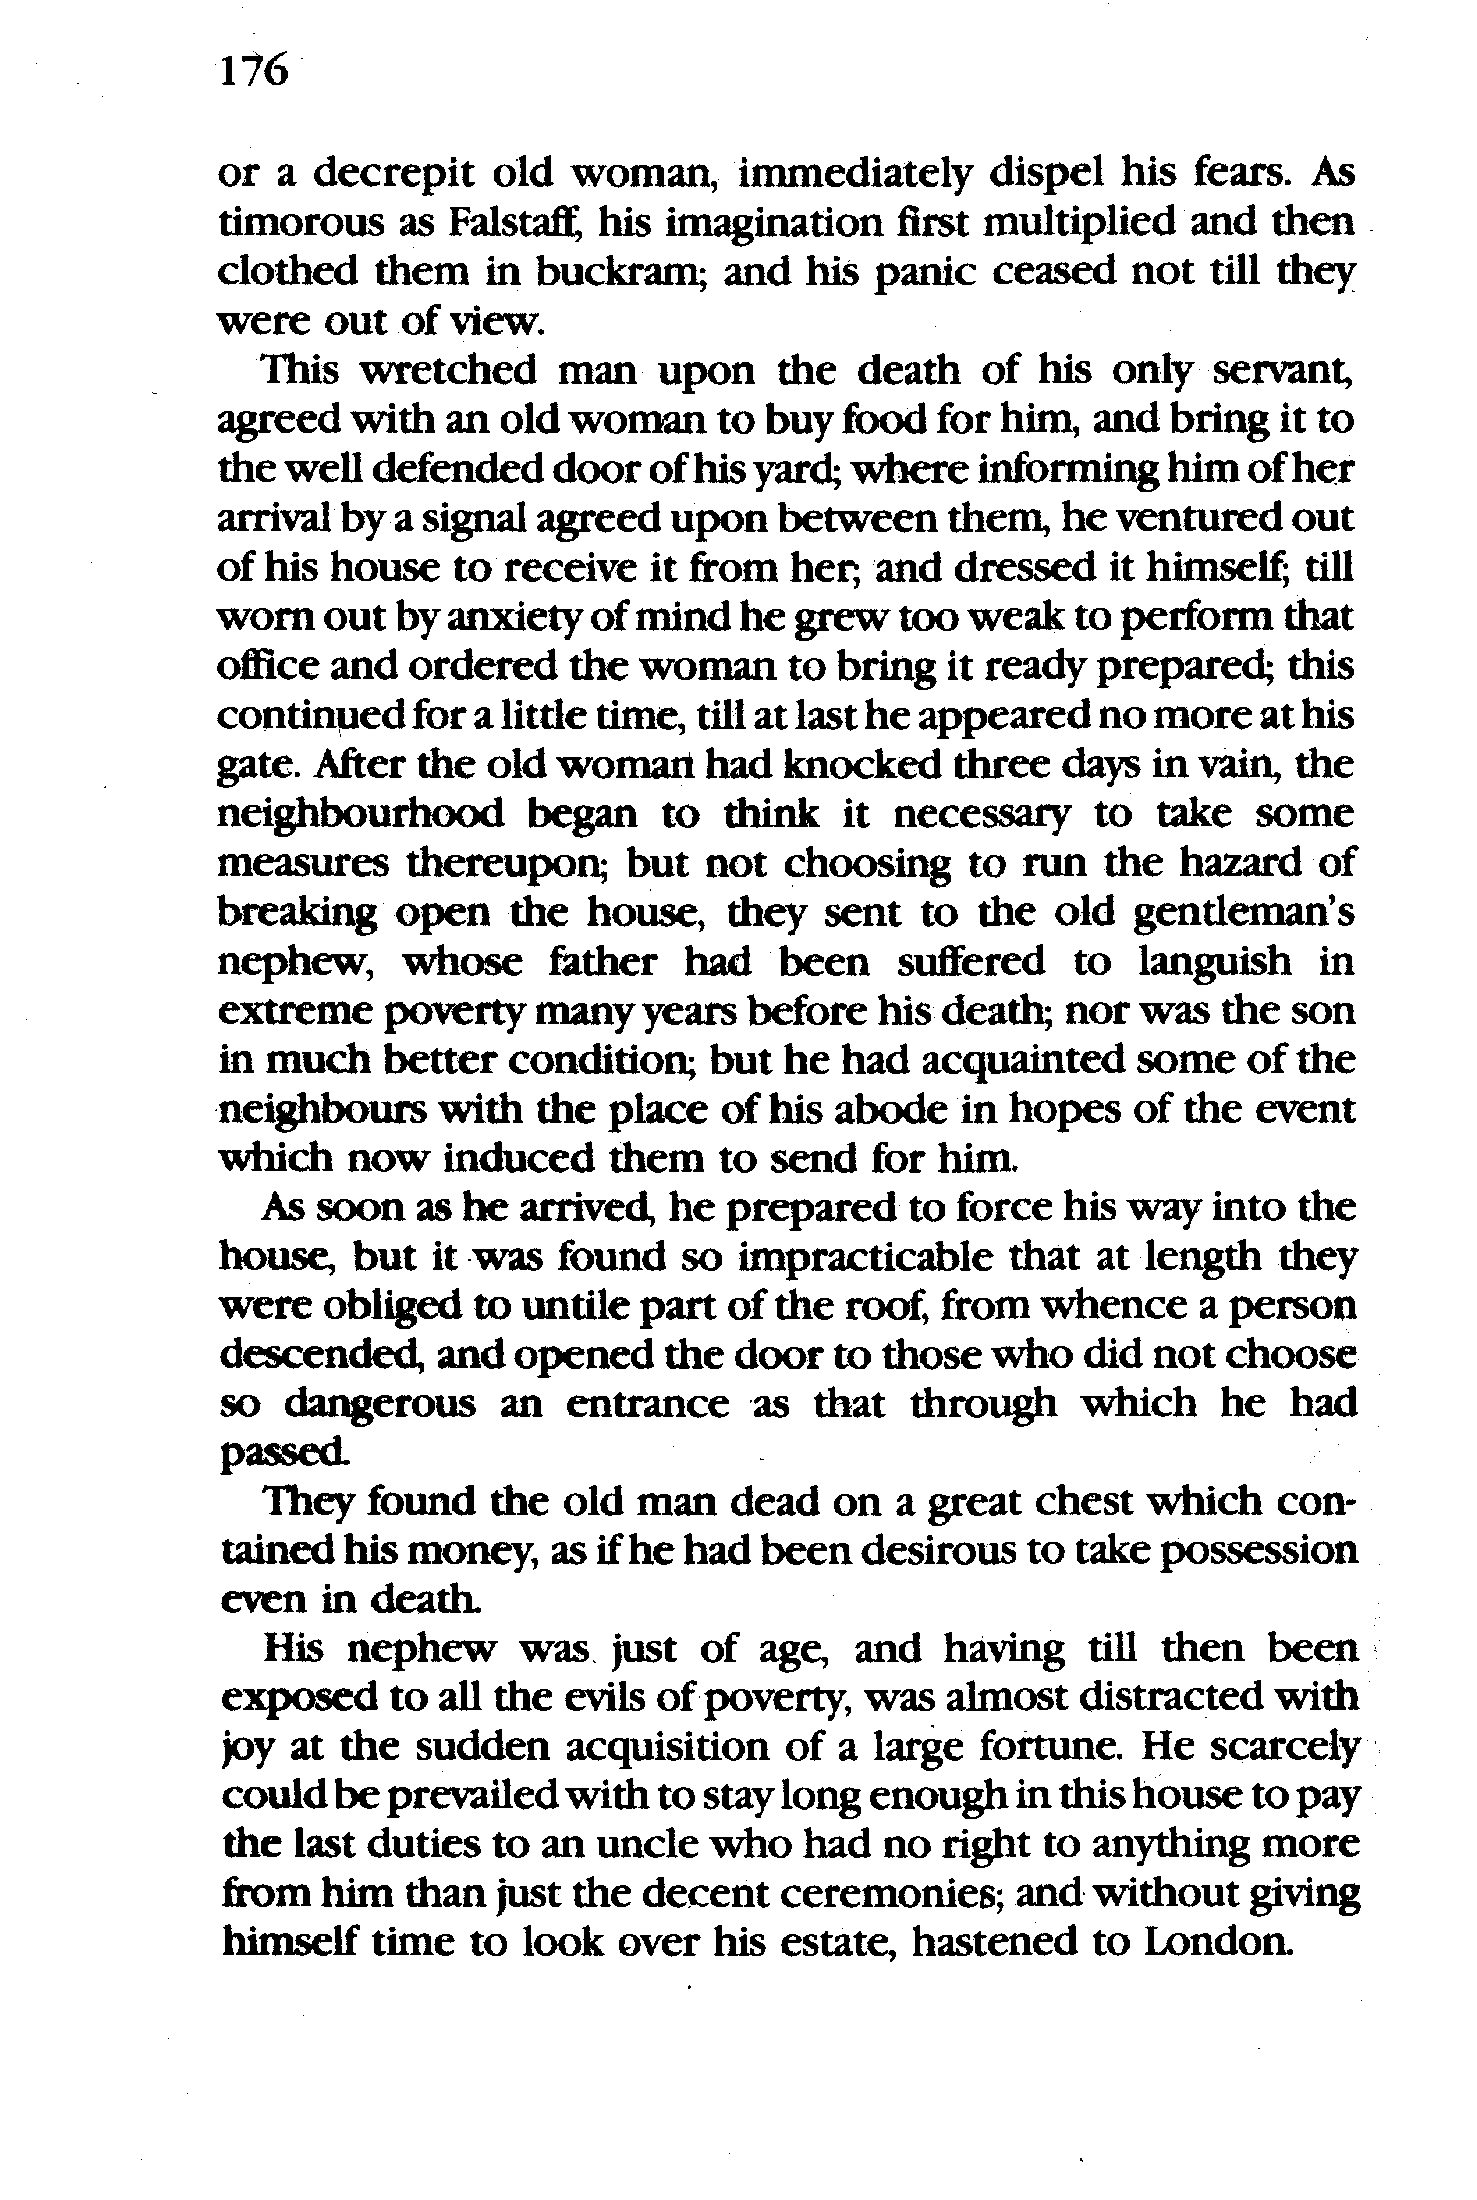 176
or a decrepit old woman, immediately dispel his fears. As
timorous as Falstaff, his imagination first multiplied and then
clothed them in buckram; and his panic ceased not till they
were out of view.
This wretched man upon the death of his only servant,
agreed with an old woman to buy food for him, and bring it to
the well defended door of his yard; where informing him of her
arrival by a signal agreed upon between them, he ventured out
of his house to receive it from her; and dressed it himself; till
worn out by anxiety of mind he grew too weak to perform that
office and ordered the woman to bring it ready prepared; this
continued for a little time, till at last he appeared no more at his
gate. After the old woman had knocked three days in vain, the
neighbourhood began to think it necessary to take some
measures thereupon; but not choosing to run the hazard of
breaking open the house, they sent to the old gentleman's
nephew, whose father had been suffered to languish in
extreme poverty many years before his death; nor was the son
in much better condition; but he had acquainted some of the
neighbours with the place of his abode in hopes of the event
which now induced them to send for him.
As soon as he arrived, he prepared to force his way into the
house, but it was found so impracticable that at length they
were obliged to untile part of the roof, from whence a person
descended, and opened the door to those who did not choose
so dangerous an entrance as that through which he had
passed.
They found the old man dead on a great chest which con-
tained his money, as if he had been desirous to take possession
even in death.
His nephew was just of age, and having till then been
exposed to all the evils of poverty, was almost distracted with
joy at the sudden acquisition of a large fortune. He scarcely
could be prevailed with to stay long enough in this house to pay
the last duties to an uncle who had no right to anything more
from him than just the decent ceremonies; and without giving
himself time to look over his estate, hastened to London.